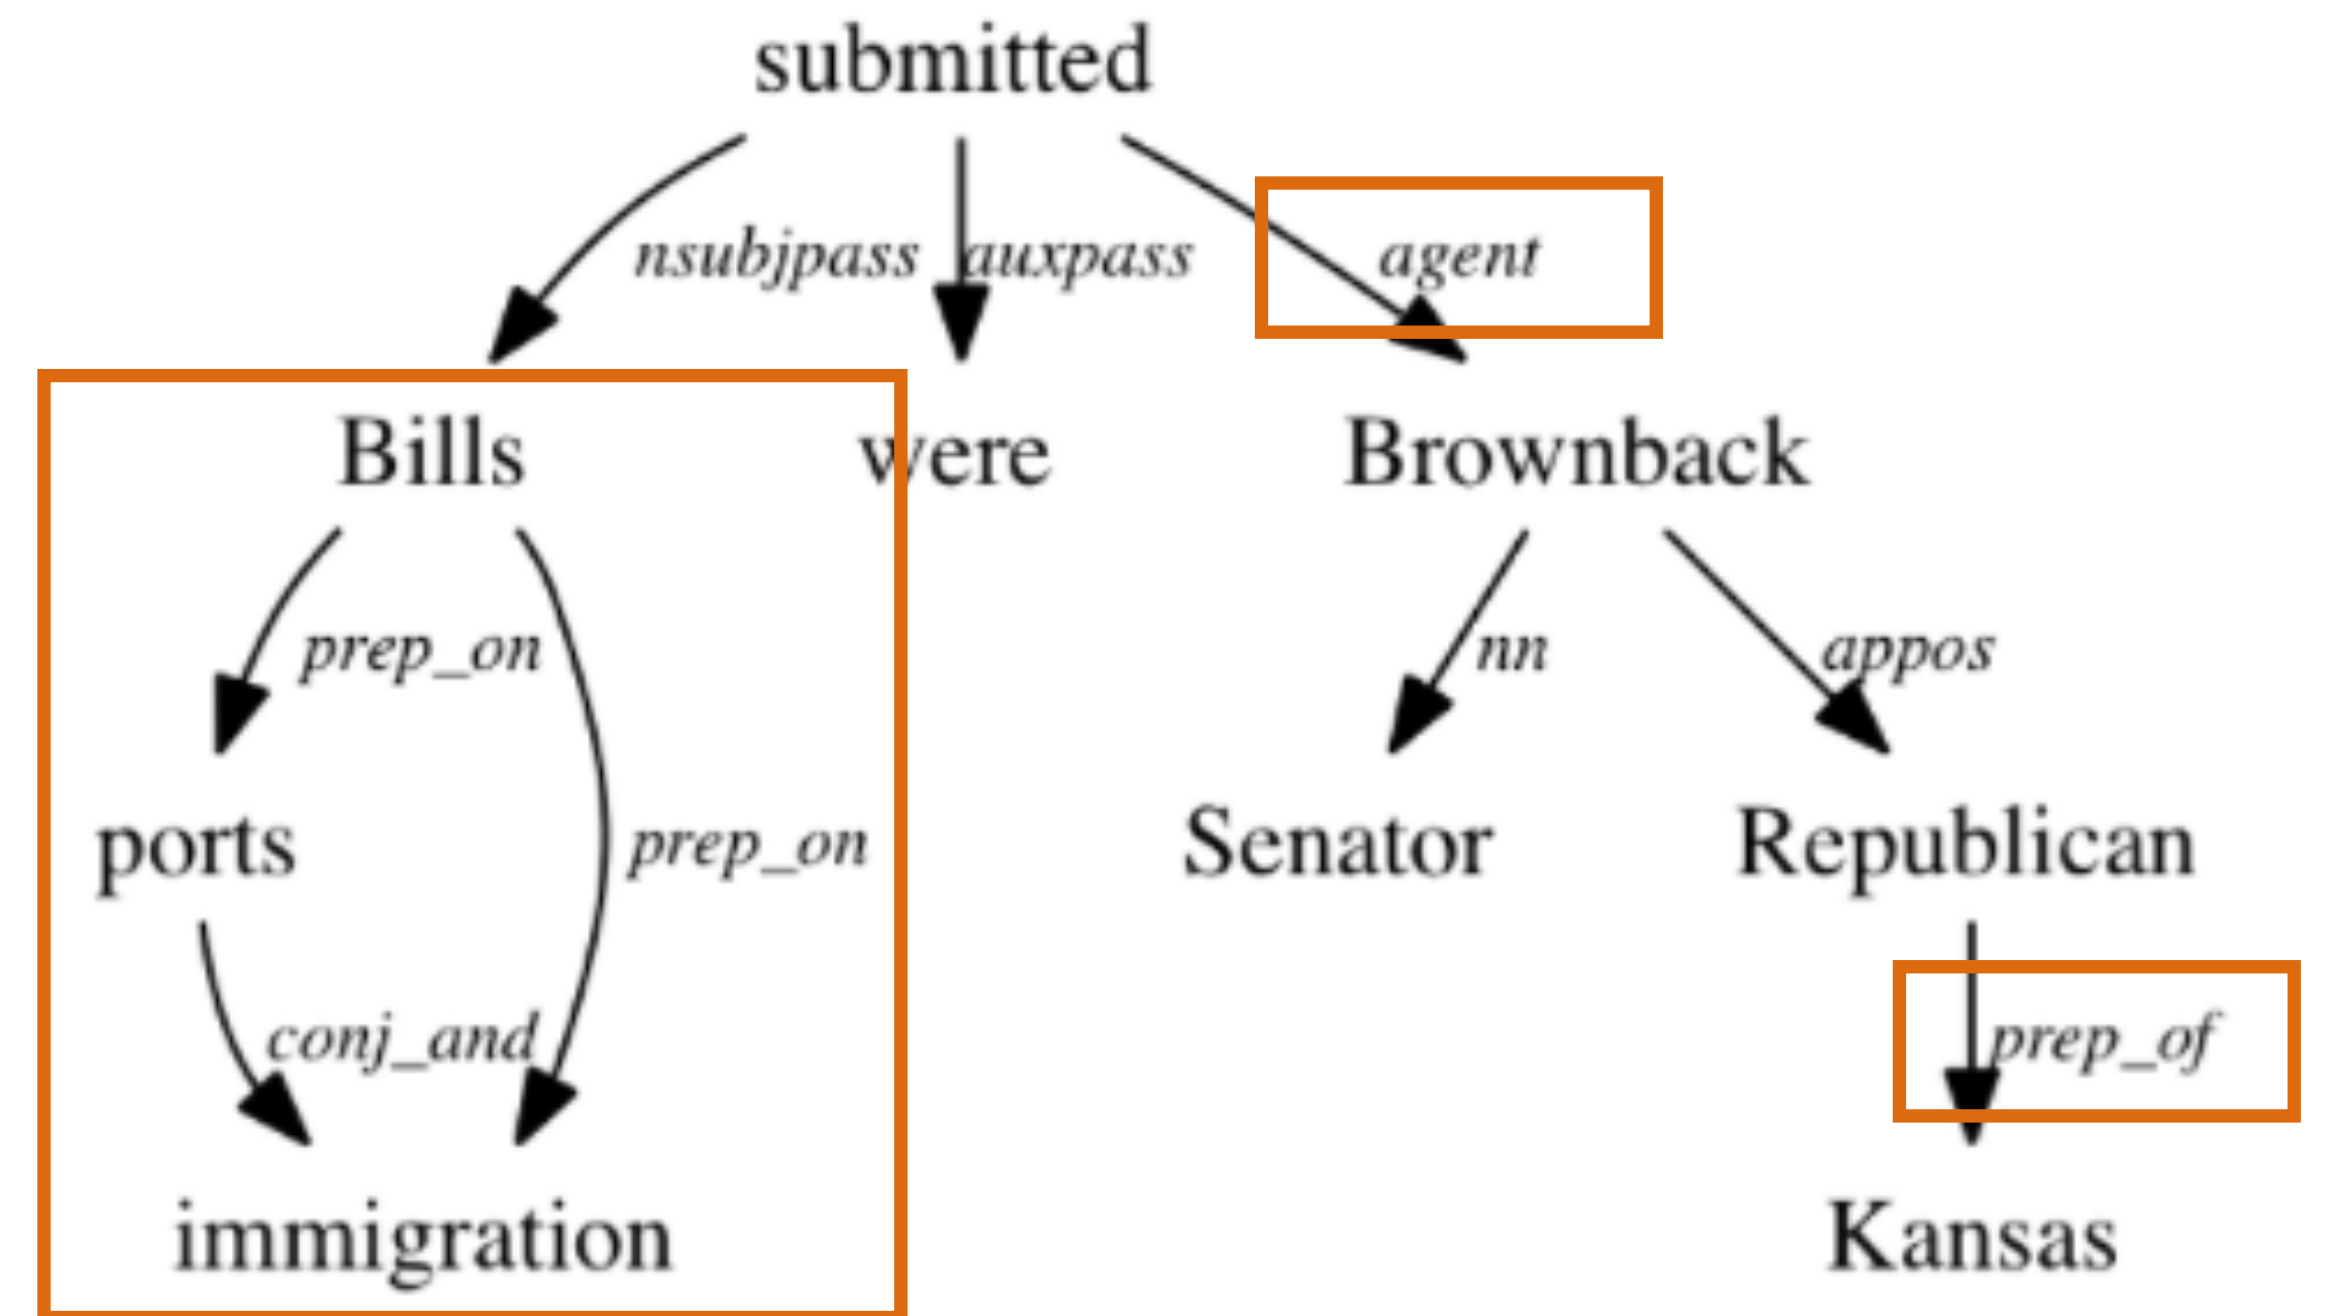 submitted
nsubjpass auxpass agent
Bills were Brownback
prep_on nn appos
ports prep_on Senator Republican
conj_and prep_of
immigration Kansas